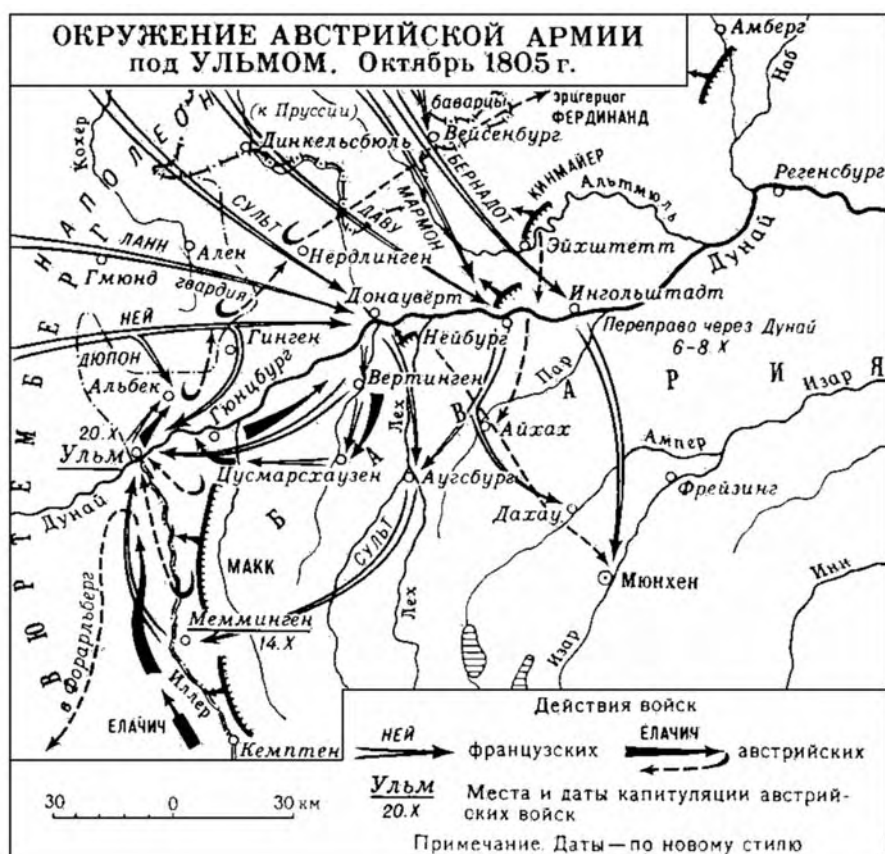 ОКРУЖЕНИЕ АВСТРИЙСКОЙ АРМИИ
под УЛЬМОМ. Октябрь 1805 г.
Амберг
Наб
Кохер
НАПОЛЕОН
(к Пруссии)
баварцы
эрцгерцог
ФЕРДИНАНД
Динкельсбюль
Вейсенбург
БЕРНАДОТ
КИНМАЙЕР
Альтмюль
Регенсбург
СУЛЬТ
ДАВУ
МАРМОН
ЛАНН
Ален
Нёрдлинген
Эйхштетт
Дунай
Гмюнд
гвардия
Донаувёрт
Ингольштадт
НЕЙ
Гинген
Нёйбург
Переправа через Дунай
6-8. X
ДЮПОН
Альбек
Гюнцбург
Вертинген
Лех
Пар
Изар
20. X
Ульм
Айхах
Ампер
Цусмарсхаузен
Аугсбург
Фрейзинг
Дунай
Дахау
СУЛЬТ
МАКК
Мюнхен
Инн
Мемминген
14. X
Лех
Изар
в Форарльберг
Иллер
ЕЛАЧИЧ
Кемптен
ВЮРТЕМБЕРГ
БАВАРИЯ
Действия войск
НЕЙ французских ЕЛАЧИЧ австрийских
Ульм Места и даты капитуляции австрий-
20. X ских войск
30 0 30 км
Примечание. Даты — по новому стилю